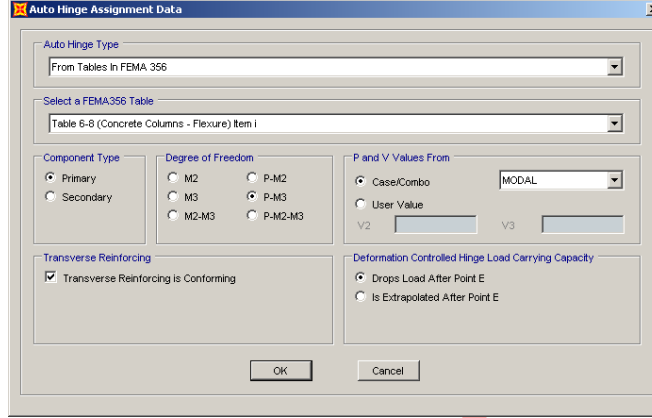 Auto Hinge Assignment Data
Auto Hinge Type
From Tables In FEMA 356
Select a FEMA356 Table
Table 6-8 (Concrete Columns - Flexure) Item i
Component Type
Primary
Secondary
Degree of Freedom
M2
P-M2
M3
P-M3
M2-M3
P-M2-M3
P and V Values From
Case/Combo
MODAL
User Value
V2
V3
Transverse Reinforcing
Transverse Reinforcing is Conforming
Deformation Controlled Hinge Load Carrying Capacity
Drops Load After Point E
Is Extrapolated After Point E
OK
Cancel